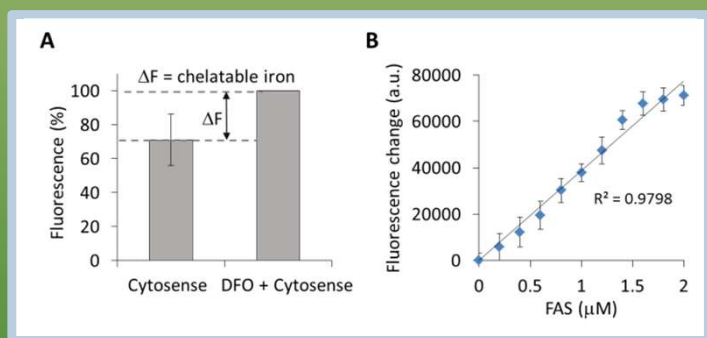 A
ΔF = chelatable iron
ΔF
Fluorescence (%)
100
80
60
40
20
0
Cytosense
DFO + Cytosense
B
Fluorescence change (a.u.)
80000
60000
40000
20000
0
R² = 0.9798
0
0.5
1
1.5
2
FAS (μM)